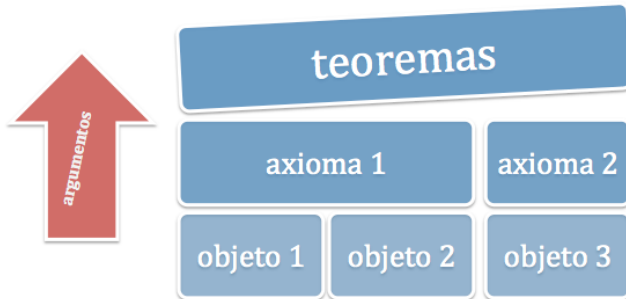 teoremas
argumentos
axioma 1
axioma 2
objeto 1
objeto 2
objeto 3